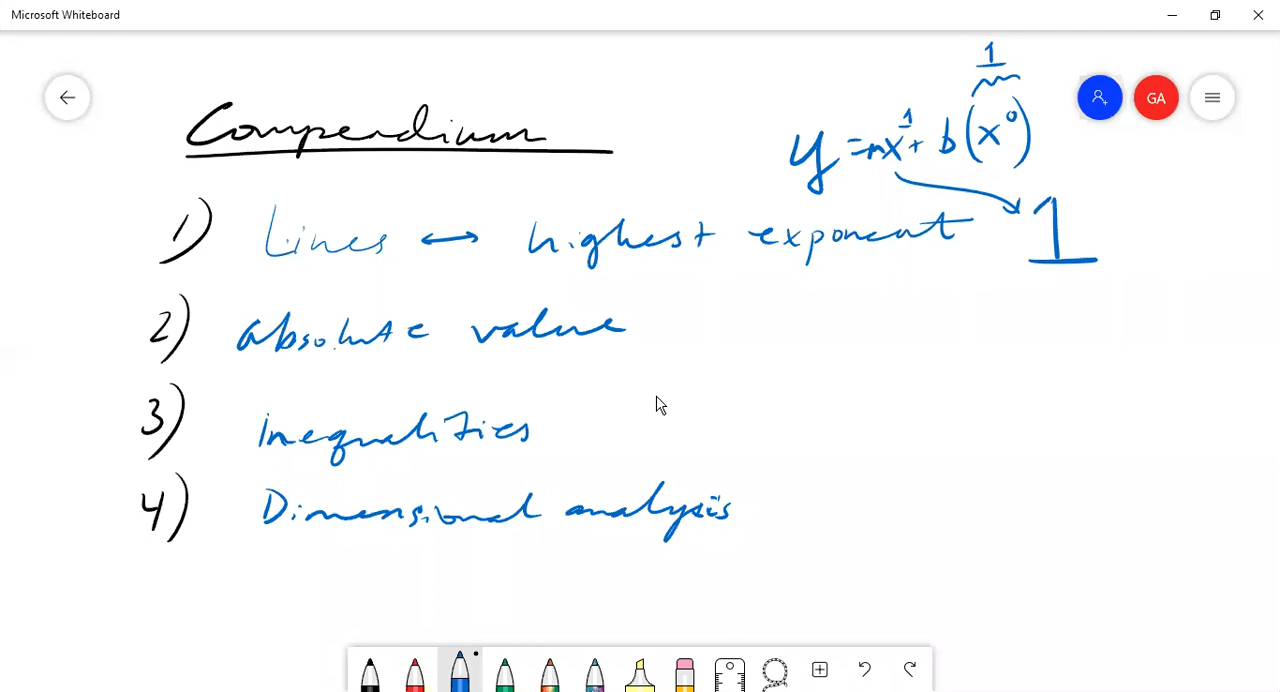 Microsoft Whiteboard
1
GA
Compendium
y = mx¹ + b(x⁰)
1) Lines ↔ highest exponent 1
2) absolute value
3) inequalities
4) Dimensional analysis